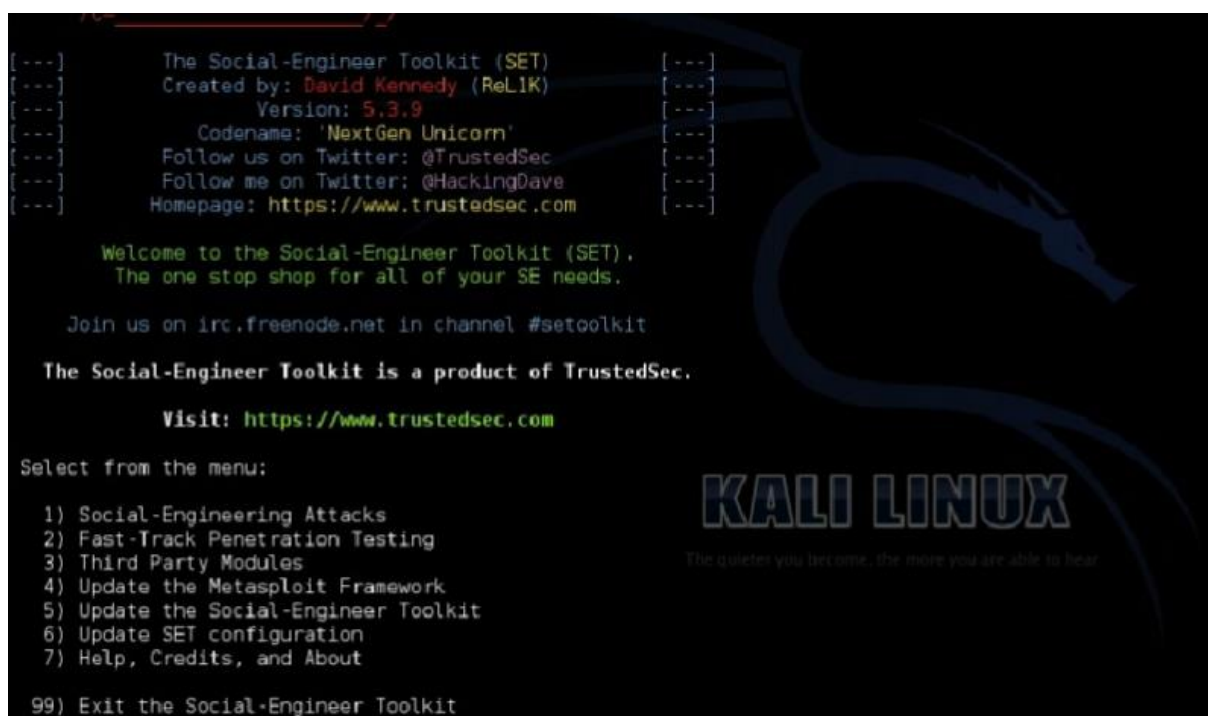 [---] The Social-Engineer Toolkit (SET) [---]
[---] Created by: David Kennedy (ReL1K) [---]
[---] Version: 5.3.9 [---]
[---] Codename: 'NextGen Unicorn' [---]
[---] Follow us on Twitter: @TrustedSec [---]
[---] Follow me on Twitter: @HackingDave [---]
[---] Homepage: https://www.trustedsec.com [---]
Welcome to the Social-Engineer Toolkit (SET).
The one stop shop for all of your SE needs.
Join us on irc.freenode.net in channel #setoolkit
The Social-Engineer Toolkit is a product of TrustedSec.
Visit: https://www.trustedsec.com
Select from the menu:
1) Social-Engineering Attacks
2) Fast-Track Penetration Testing
3) Third Party Modules
4) Update the Metasploit Framework
5) Update the Social-Engineer Toolkit
6) Update SET configuration
7) Help, Credits, and About
99) Exit the Social-Engineer Toolkit
KALI LINUX
The quieter you become, the more you are able to hear